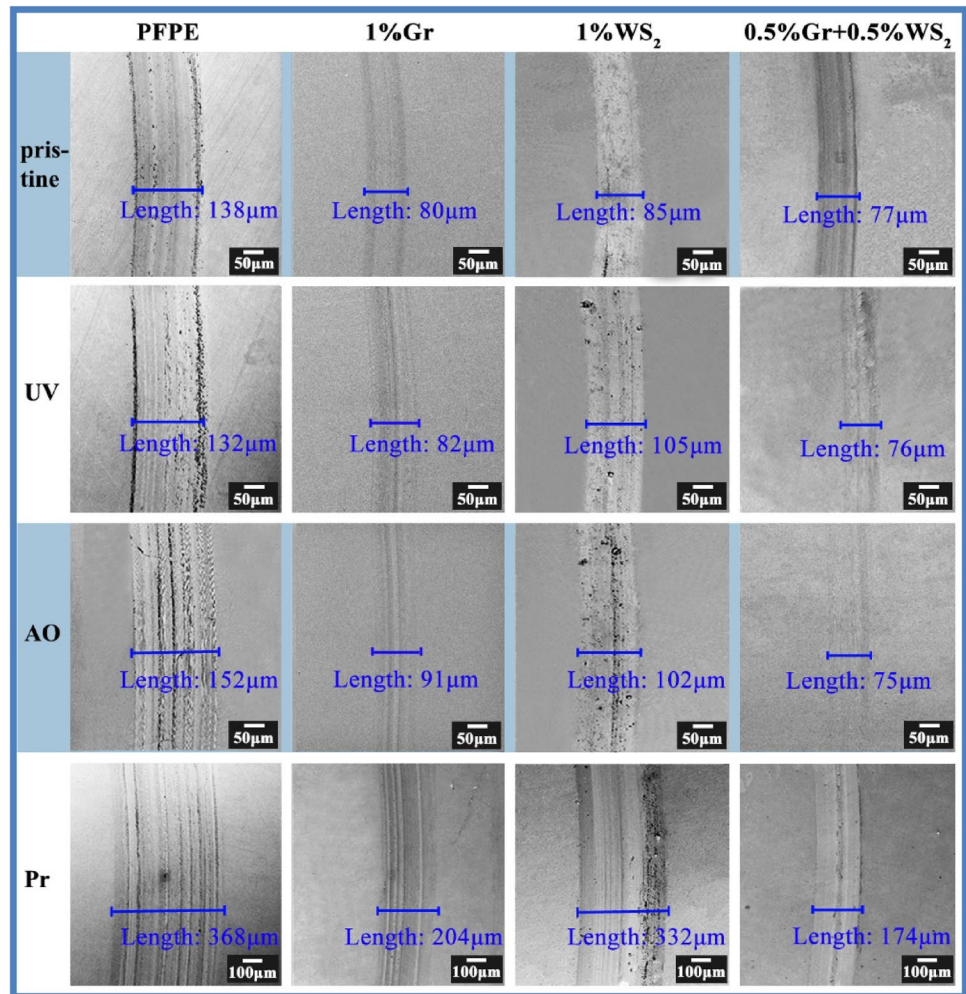 PFPE 1%Gr 1%WS₂ 0.5%Gr+0.5%WS₂
pris-
tine
Length: 138μm Length: 80μm Length: 85μm Length: 77μm
50μm 50μm 50μm 50μm
UV
Length: 132μm Length: 82μm Length: 105μm Length: 76μm
50μm 50μm 50μm 50μm
AO
Length: 152μm Length: 91μm Length: 102μm Length: 75μm
50μm 50μm 50μm 50μm
Pr
Length: 368μm Length: 204μm Length: 332μm Length: 174μm
100μm 100μm 100μm 100μm